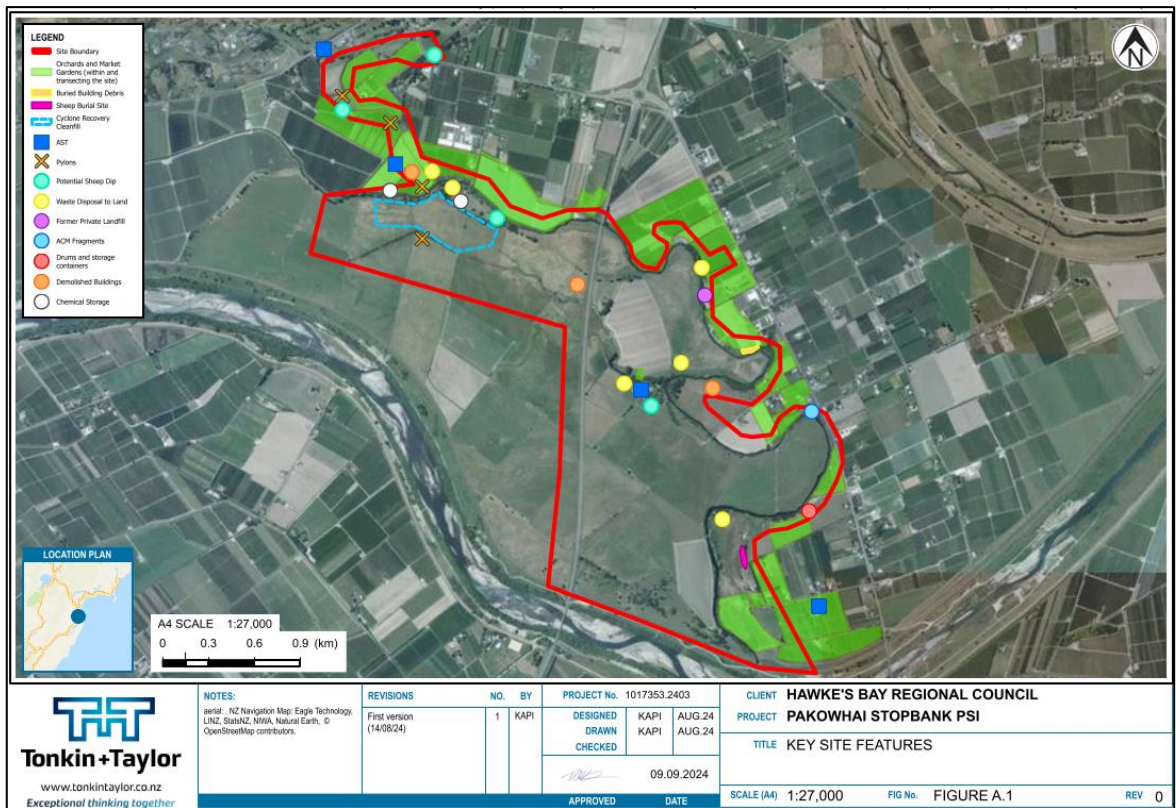 LEGEND
Site Boundary
Orchards and Market
Gardens (within and
transecting the site)
Buried Building Debris
Sheep Burial Site
Cyclone Recovery
Cleanfill
AST
Pylons
Potential Sheep Dip
Waste Disposal to Land
Former Private Landfill
ACM Fragments
Drums and storage
containers
Demolished Buildings
Chemical Storage
N
LOCATION PLAN
A4 SCALE 1:27,000
0 0.3 0.6 0.9 (km)
T+T
Tonkin+Taylor
www.tonkintaylor.co.nz
Exceptional thinking together
NOTES:
aerial: . NZ Navigation Map: Eagle Technology,
LINZ, StatsNZ, NIWA, Natural Earth, ©
OpenStreetMap contributors.
REVISIONS NO. BY
First version 1 KAPI
(14/08/24)
PROJECT No. 1017353.2403
DESIGNED KAPI AUG.24
DRAWN KAPI AUG.24
CHECKED
09.09.2024
APPROVED DATE
CLIENT HAWKE'S BAY REGIONAL COUNCIL
PROJECT PAKOWHAI STOPBANK PSI
TITLE KEY SITE FEATURES
SCALE (A4) 1:27,000 FIG No. FIGURE A.1 REV 0